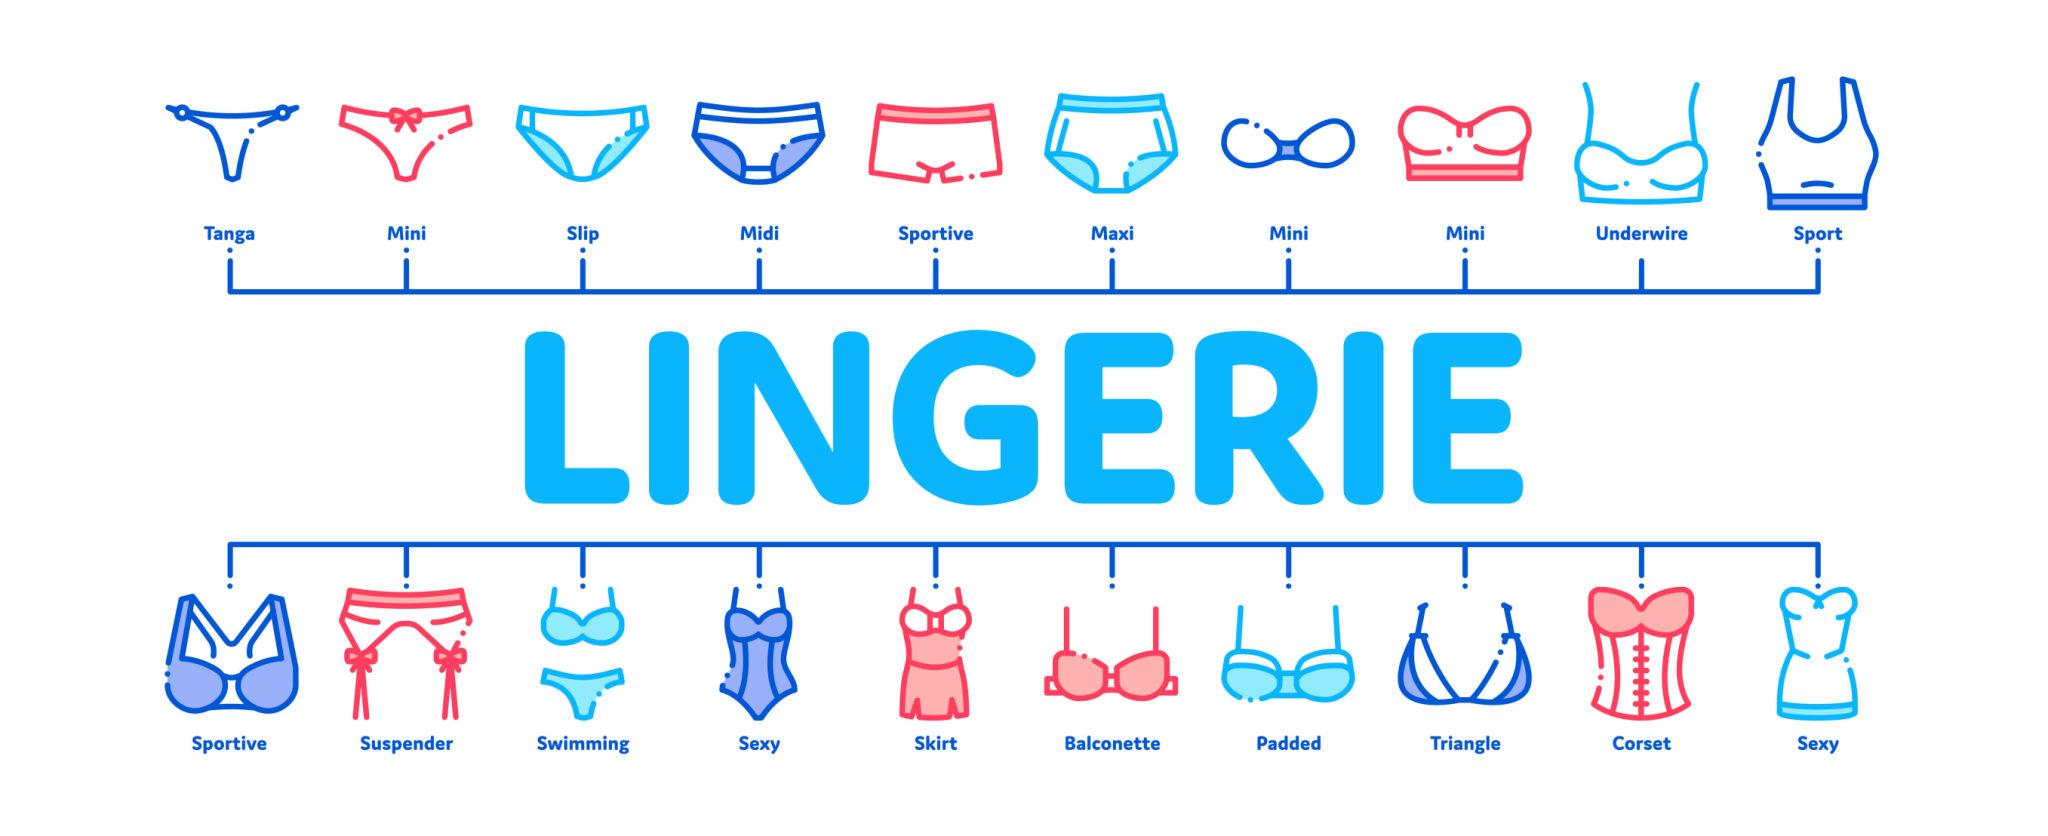 Tanga Mini Slip Midi Sportive Maxi Mini Mini Underwire Sport
LINGERIE
Sportive Suspender Swimming Sexy Skirt Balconette Padded Triangle Corset Sexy